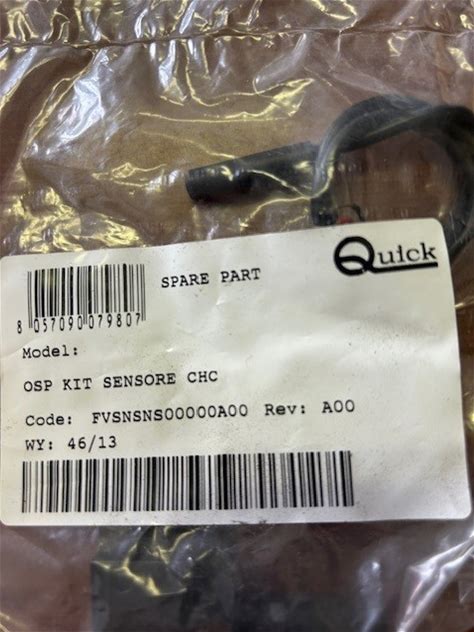 Quick
SPARE PART
8 057090 079807
Model:
OSP KIT SENSORE CHC
Code: FVSNSNS00000A00 Rev: A00
WY: 46/13